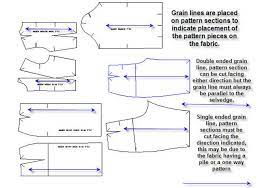 Grain lines are placed
on pattern sections to
indicate placement of
the pattern pieces on
the fabric.
Double ended grain
line, pattern section
can be cut facing
either direction but the
grain line must always
be parallel to the
selvedge.
Single ended grain
line, pattern
sections must be
cut facing the
direction indicated,
this may be due to
the fabric having a
pile or a one way
pattern